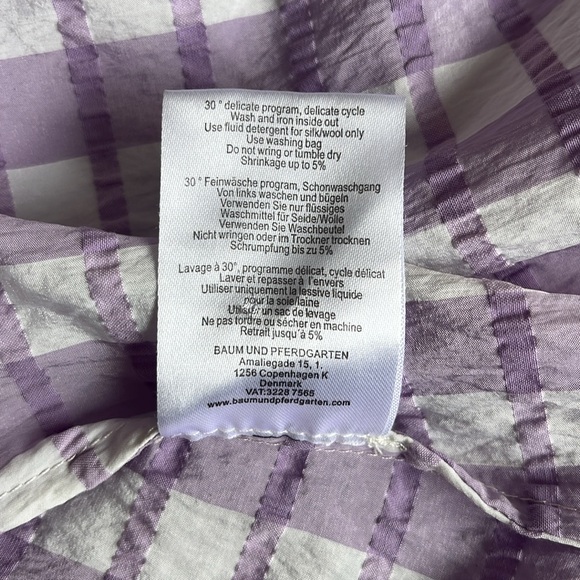 30 ° delicate program, delicate cycle
Wash and iron inside out
Use fluid detergent for silk/wool only
Use washing bag
Do not wring or tumble dry
Shrinkage up to 5%
30 ° Feinwäsche program, Schonwaschgang
Von links waschen und bügeln
Verwenden Sie nur flüssiges
Waschmittel für Seide/Wolle
Verwenden Sie Waschbeutel
Nicht wringen oder im Trockner trocknen
Schrumpfung bis zu 5%
Lavage à 30°, programme délicat, cycle délicat
Laver et repasser à l'envers
Utiliser uniquement la lessive liquide
pour la soie/laine
Utiliser un sac de lavage
Ne pas tordre ou sécher en machine
Retrait jusqu'à 5%
BAUM UND PFERDGARTEN
Amaliegade 15, 1.
1256 Copenhagen K
Denmark
VAT:3228 7565
www.baumundpferdgarten.com